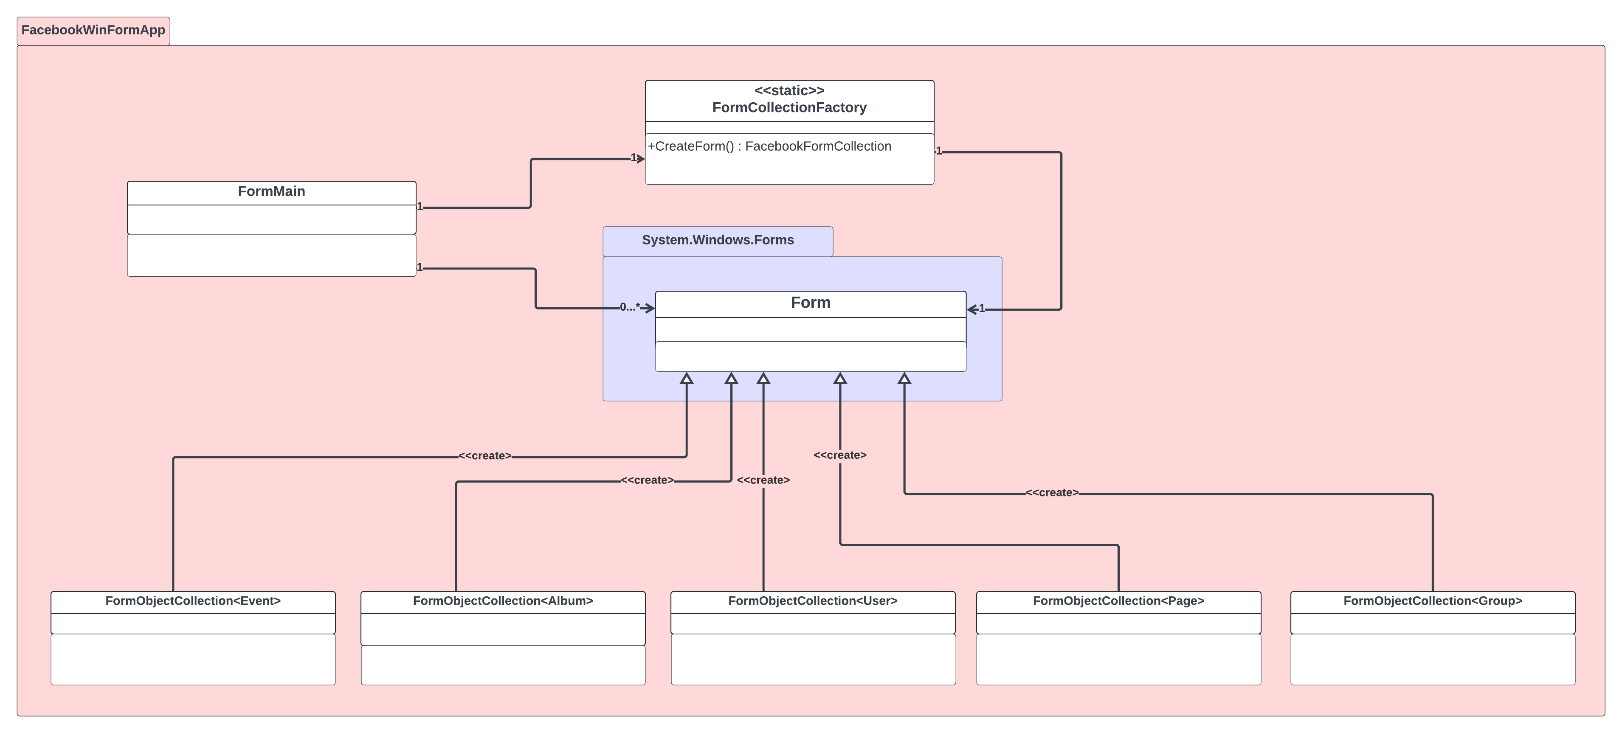 FacebookWinFormApp
<<static>>
FormCollectionFactory
+CreateForm() : FacebookFormCollection
1
1
FormMain
1
1
System.Windows.Forms
Form
0...*
1
<<create>
<<create>
<<create>
<<create>
<<create>
FormObjectCollection<Event>
FormObjectCollection<Album>
FormObjectCollection<User>
FormObjectCollection<Page>
FormObjectCollection<Group>